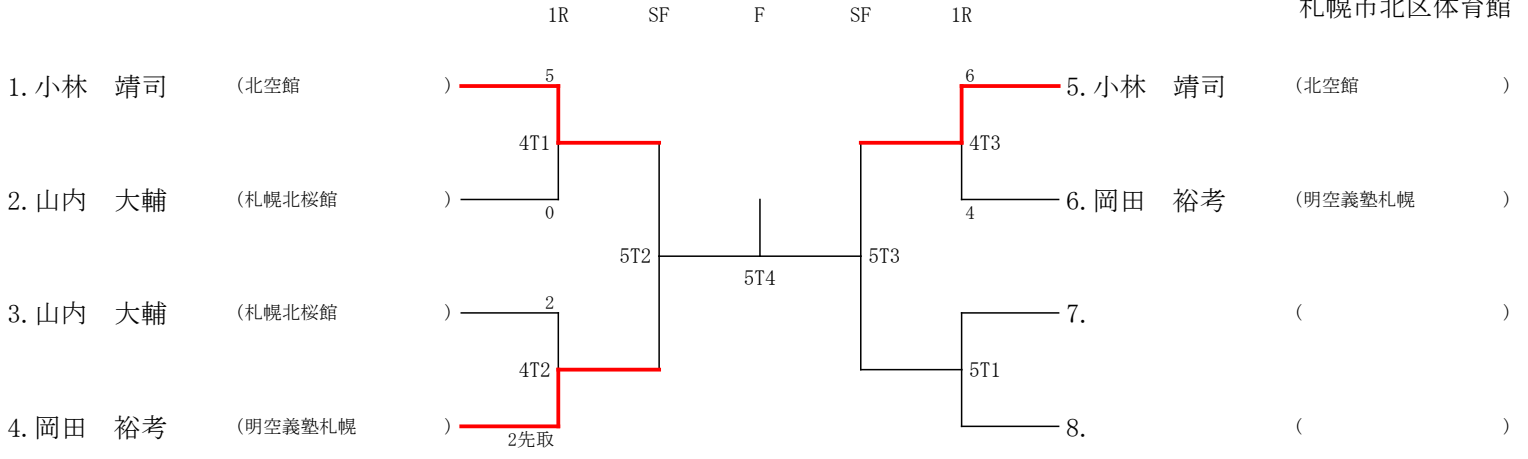 札幌市北区体育館
1R SF F SF 1R
1. 小林 靖司 (北空館 ) 5 6 5. 小林 靖司 (北空館 )
4T1 4T3
2. 山内 大輔 (札幌北桜館 ) 0 4 6. 岡田 裕考 (明空義塾札幌 )
5T2 5T3
5T4
3. 山内 大輔 (札幌北桜館 ) 2 7. ( )
4T2 5T1
4. 岡田 裕考 (明空義塾札幌 ) 2先取 8. ( )